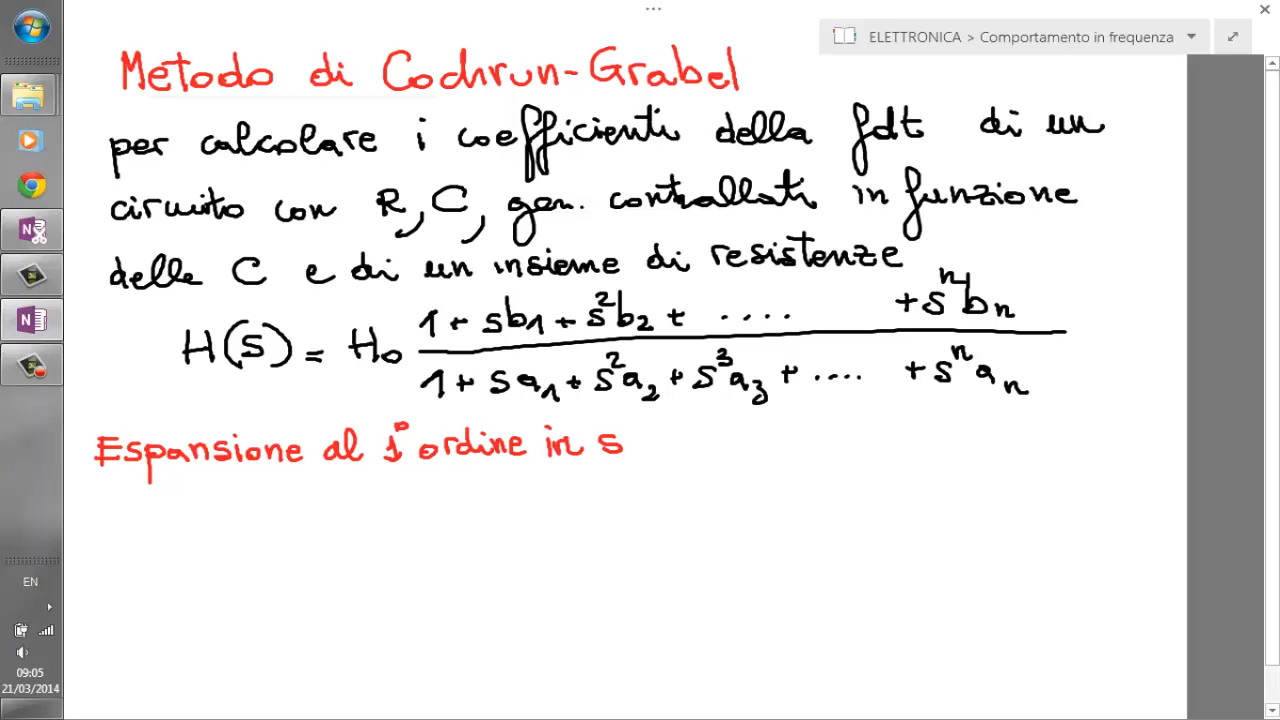 ...
ELETTRONICA > Comportamento in frequenza
Metodo di Cochrun-Grabel
per calcolare i coefficienti della fdt di un
circuito con R, C, gen. controllati in funzione
delle C e di un insieme di resistenze
H(s) = H₀ (1 + sb₁ + s²b₂ + .... + sⁿbₙ) / (1 + sa₁ + s²a₂ + s³a₃ + .... + sⁿaₙ)
Espansione al 1° ordine in s
EN
09:05
21/03/2014